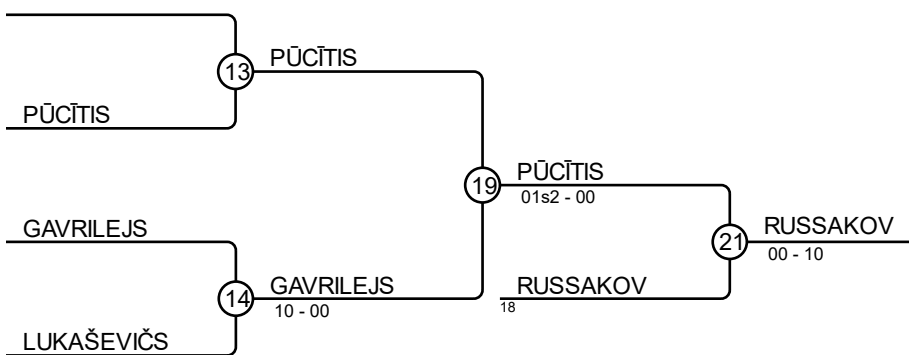 13
PŪCĪTIS
PŪCĪTIS
19
PŪCĪTIS
01s2 - 00
GAVRILEJS
21
RUSSAKOV
00 - 10
14
GAVRILEJS
10 - 00
RUSSAKOV
18
LUKAŠEVIČS